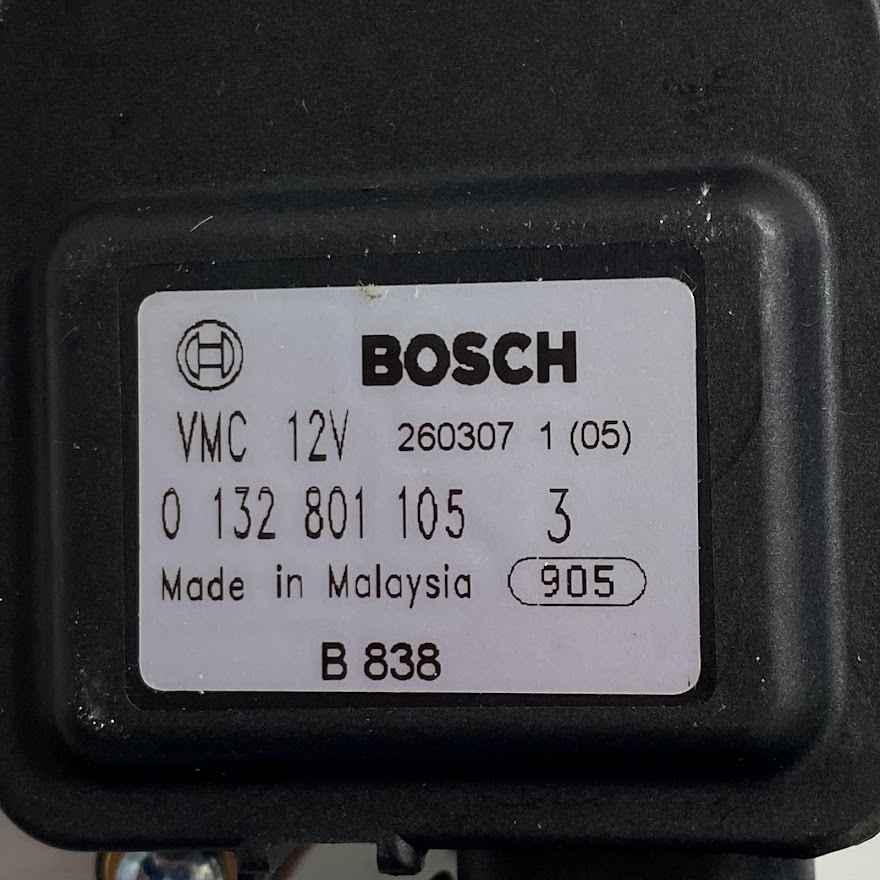 BOSCH
VMC 12V 260307 1 (05)
0 132 801 105 3
Made in Malaysia 905
B 838